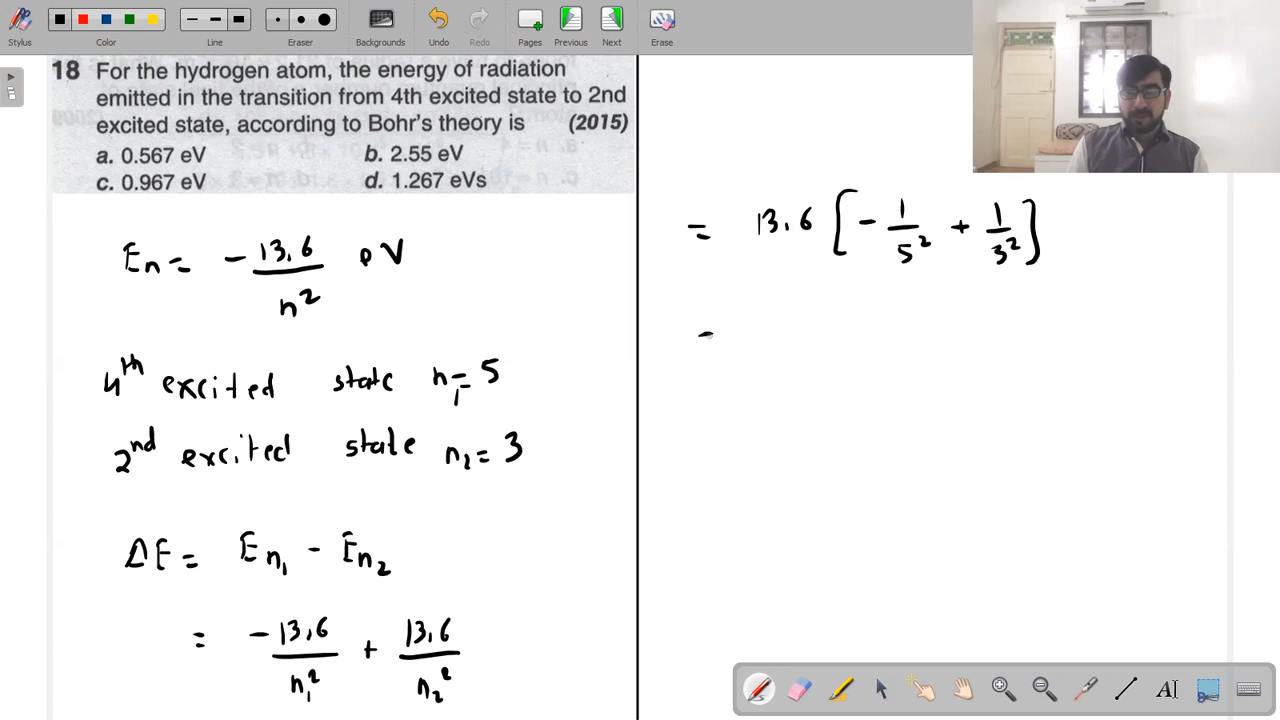 Stylus
Color
Line
Eraser
Backgrounds
Undo
Redo
Pages
Previous
Next
Erase
18 For the hydrogen atom, the energy of radiation
emitted in the transition from 4th excited state to 2nd
excited state, according to Bohr's theory is (2015)
a. 0.567 eV b. 2.55 eV
c. 0.967 eV d. 1.267 eVs
En = - 13.6 / n² eV
4th excited state n₁ = 5
2nd excited state n₂ = 3
ΔE = En₁ - En₂
= -13.6 / n₁² + 13.6 / n₂²
= 13.6 [ - 1/5² + 1/3² ]
AI